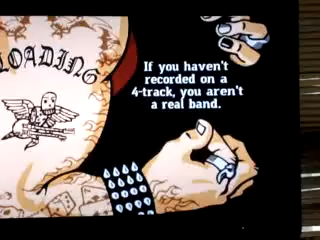 LOADING
If you haven't
recorded on a
4-track, you aren't
a real band.